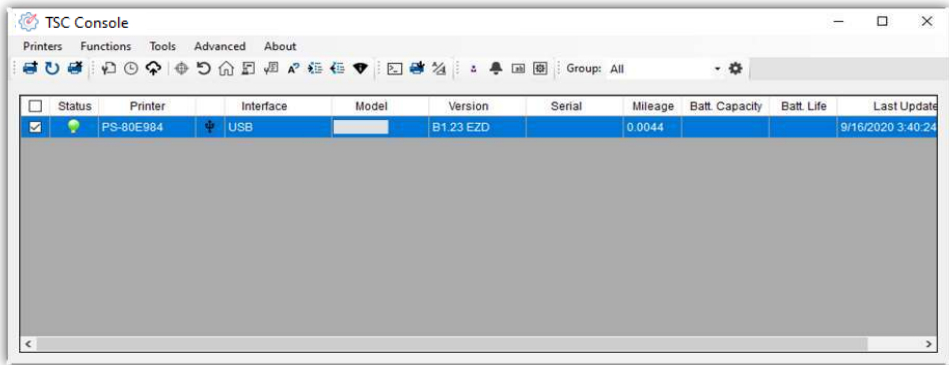 TSC Console
Printers Functions Tools Advanced About
Group: All
Status Printer Interface Model Version Serial Mileage Batt. Capacity Batt. Life Last Update
PS-80E984 USB B1.23 EZD 0.0044 9/16/2020 3:40:24